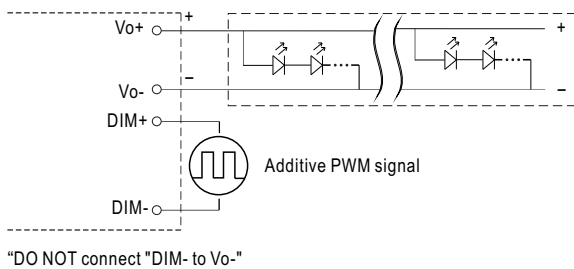 Vo+
+
+
Vo-
–
–
DIM+
Additive PWM signal
DIM-
“DO NOT connect "DIM- to Vo-"